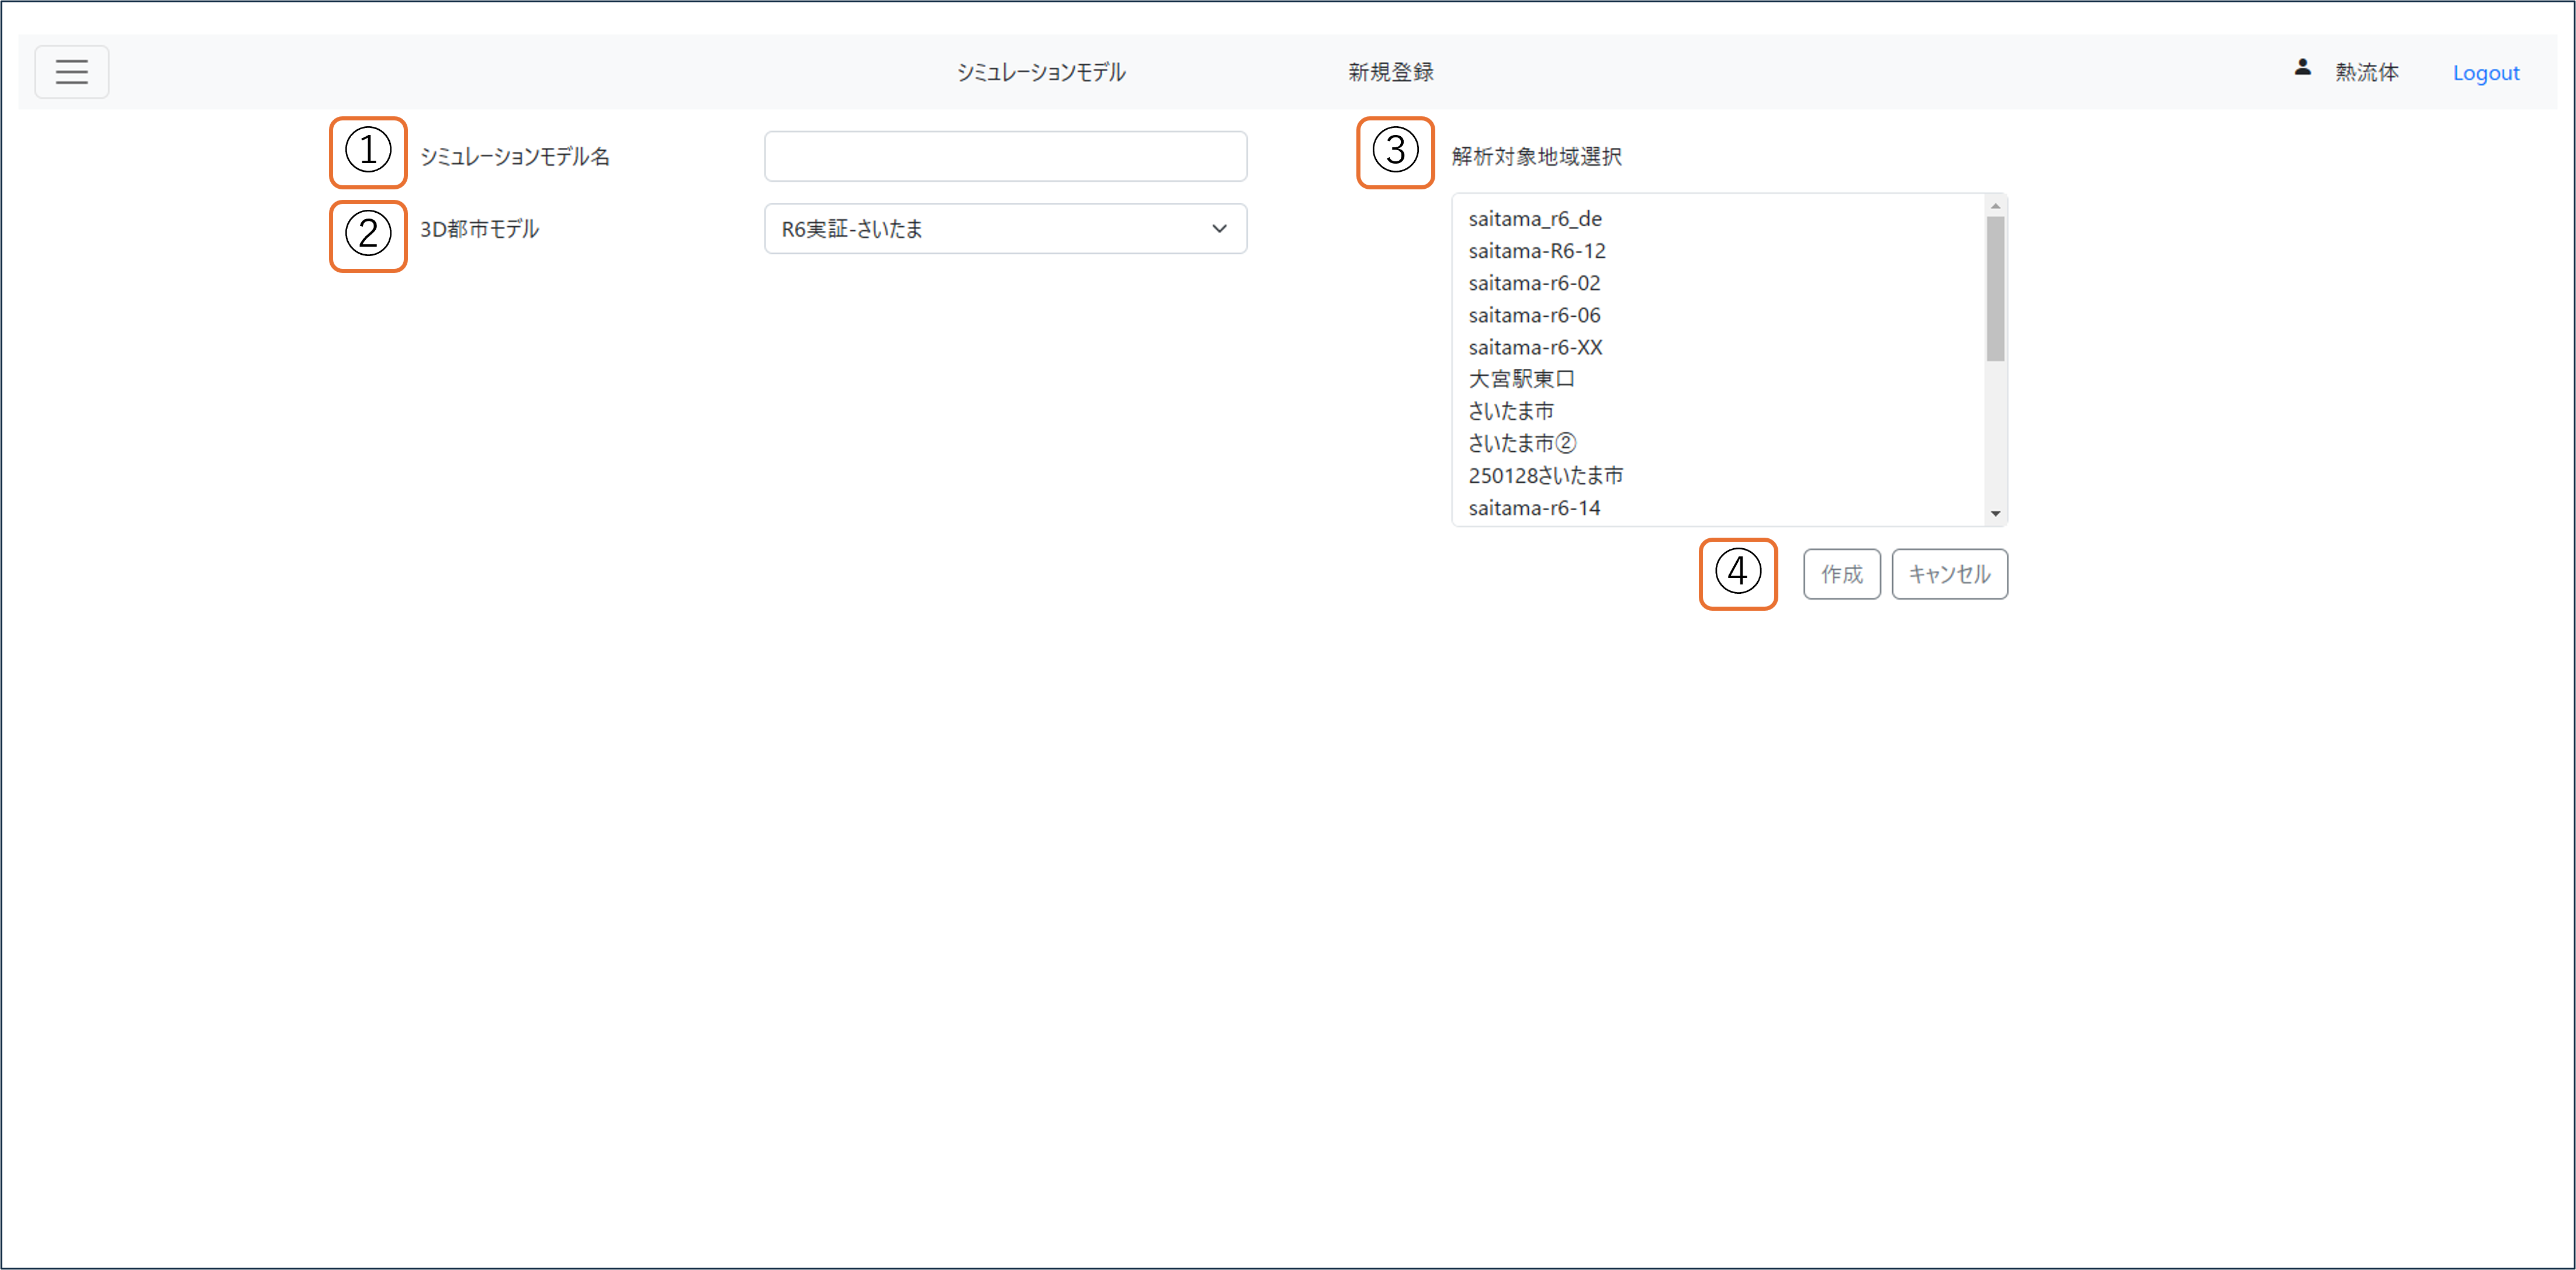 シミュレーションモデル 新規登録 熱流体 Logout
① シミュレーションモデル名
② 3D都市モデル R6実証-さいたま
③ 解析対象地域選択
saitama_r6_de
saitama-R6-12
saitama-r6-02
saitama-r6-06
saitama-r6-XX
大宮駅東口
さいたま市
さいたま市②
250128さいたま市
saitama-r6-14
④ 作成 キャンセル